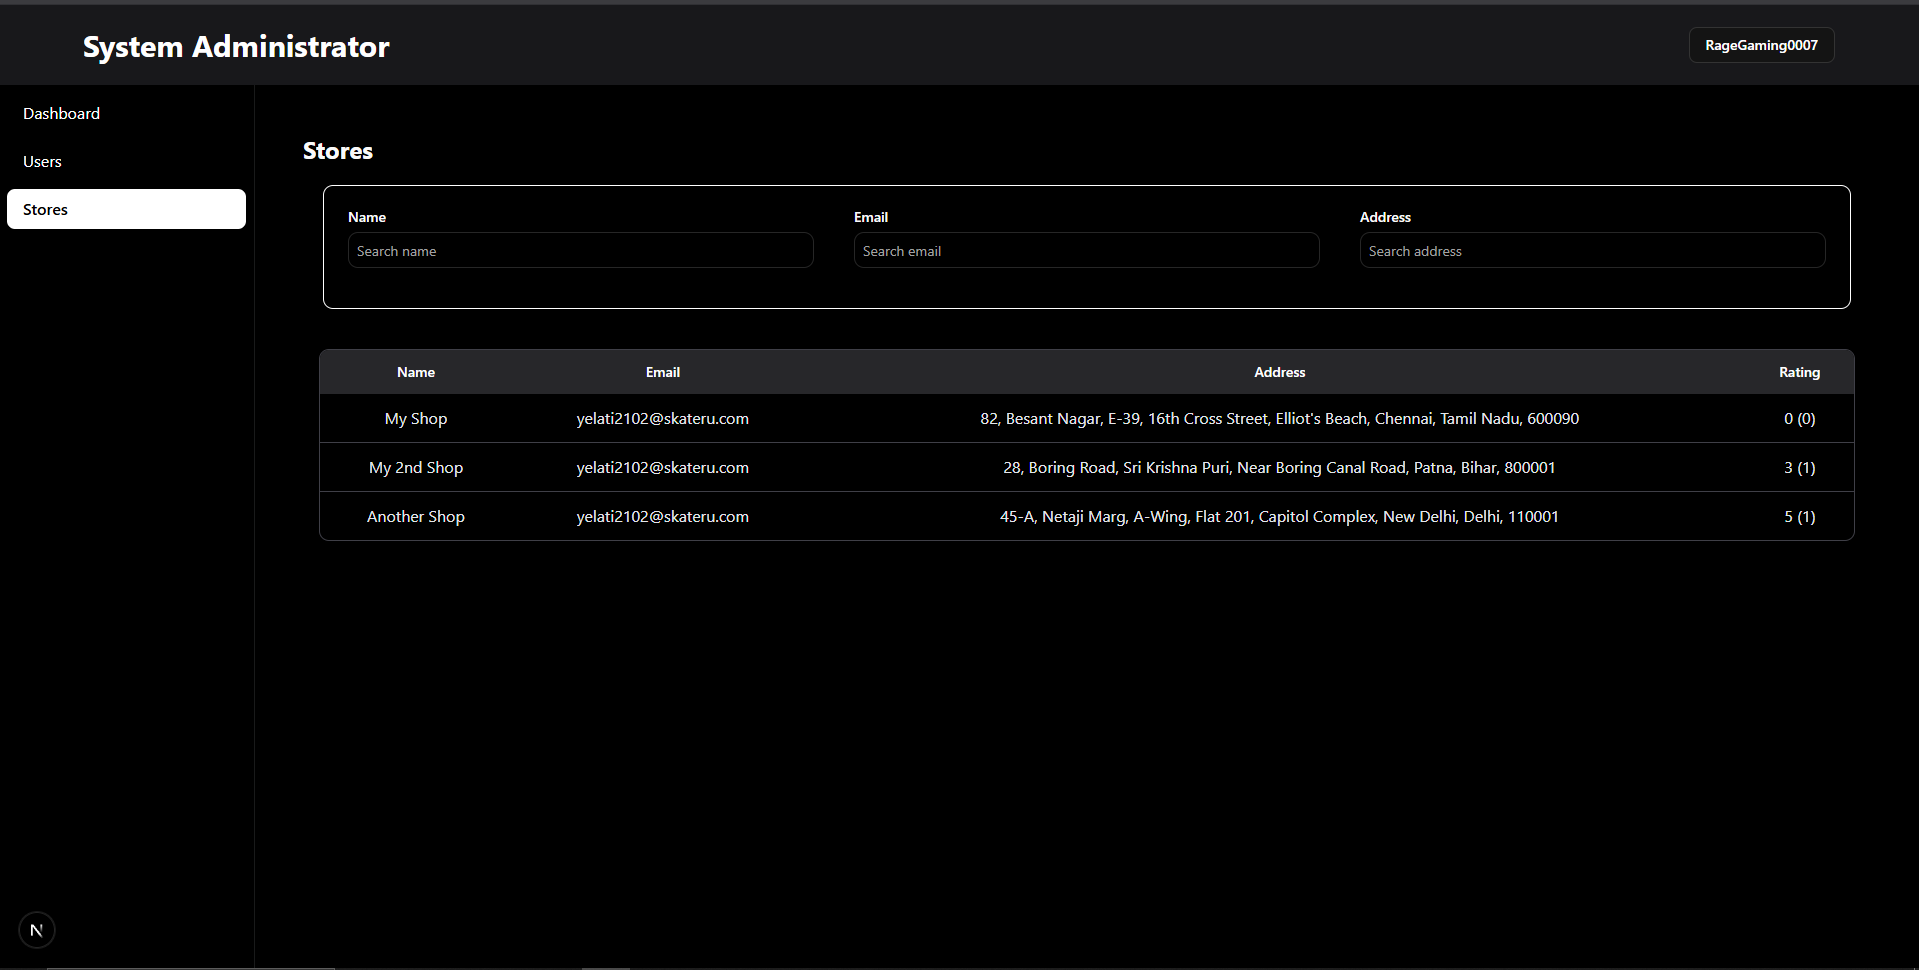 System Administrator
RageGaming0007
Dashboard
Users
Stores
Stores
Name Email Address
Search name Search email Search address
Name Email Address Rating
My Shop yelati2102@skateru.com 82, Besant Nagar, E-39, 16th Cross Street, Elliot's Beach, Chennai, Tamil Nadu, 600090 0 (0)
My 2nd Shop yelati2102@skateru.com 28, Boring Road, Sri Krishna Puri, Near Boring Canal Road, Patna, Bihar, 800001 3 (1)
Another Shop yelati2102@skateru.com 45-A, Netaji Marg, A-Wing, Flat 201, Capitol Complex, New Delhi, Delhi, 110001 5 (1)
N